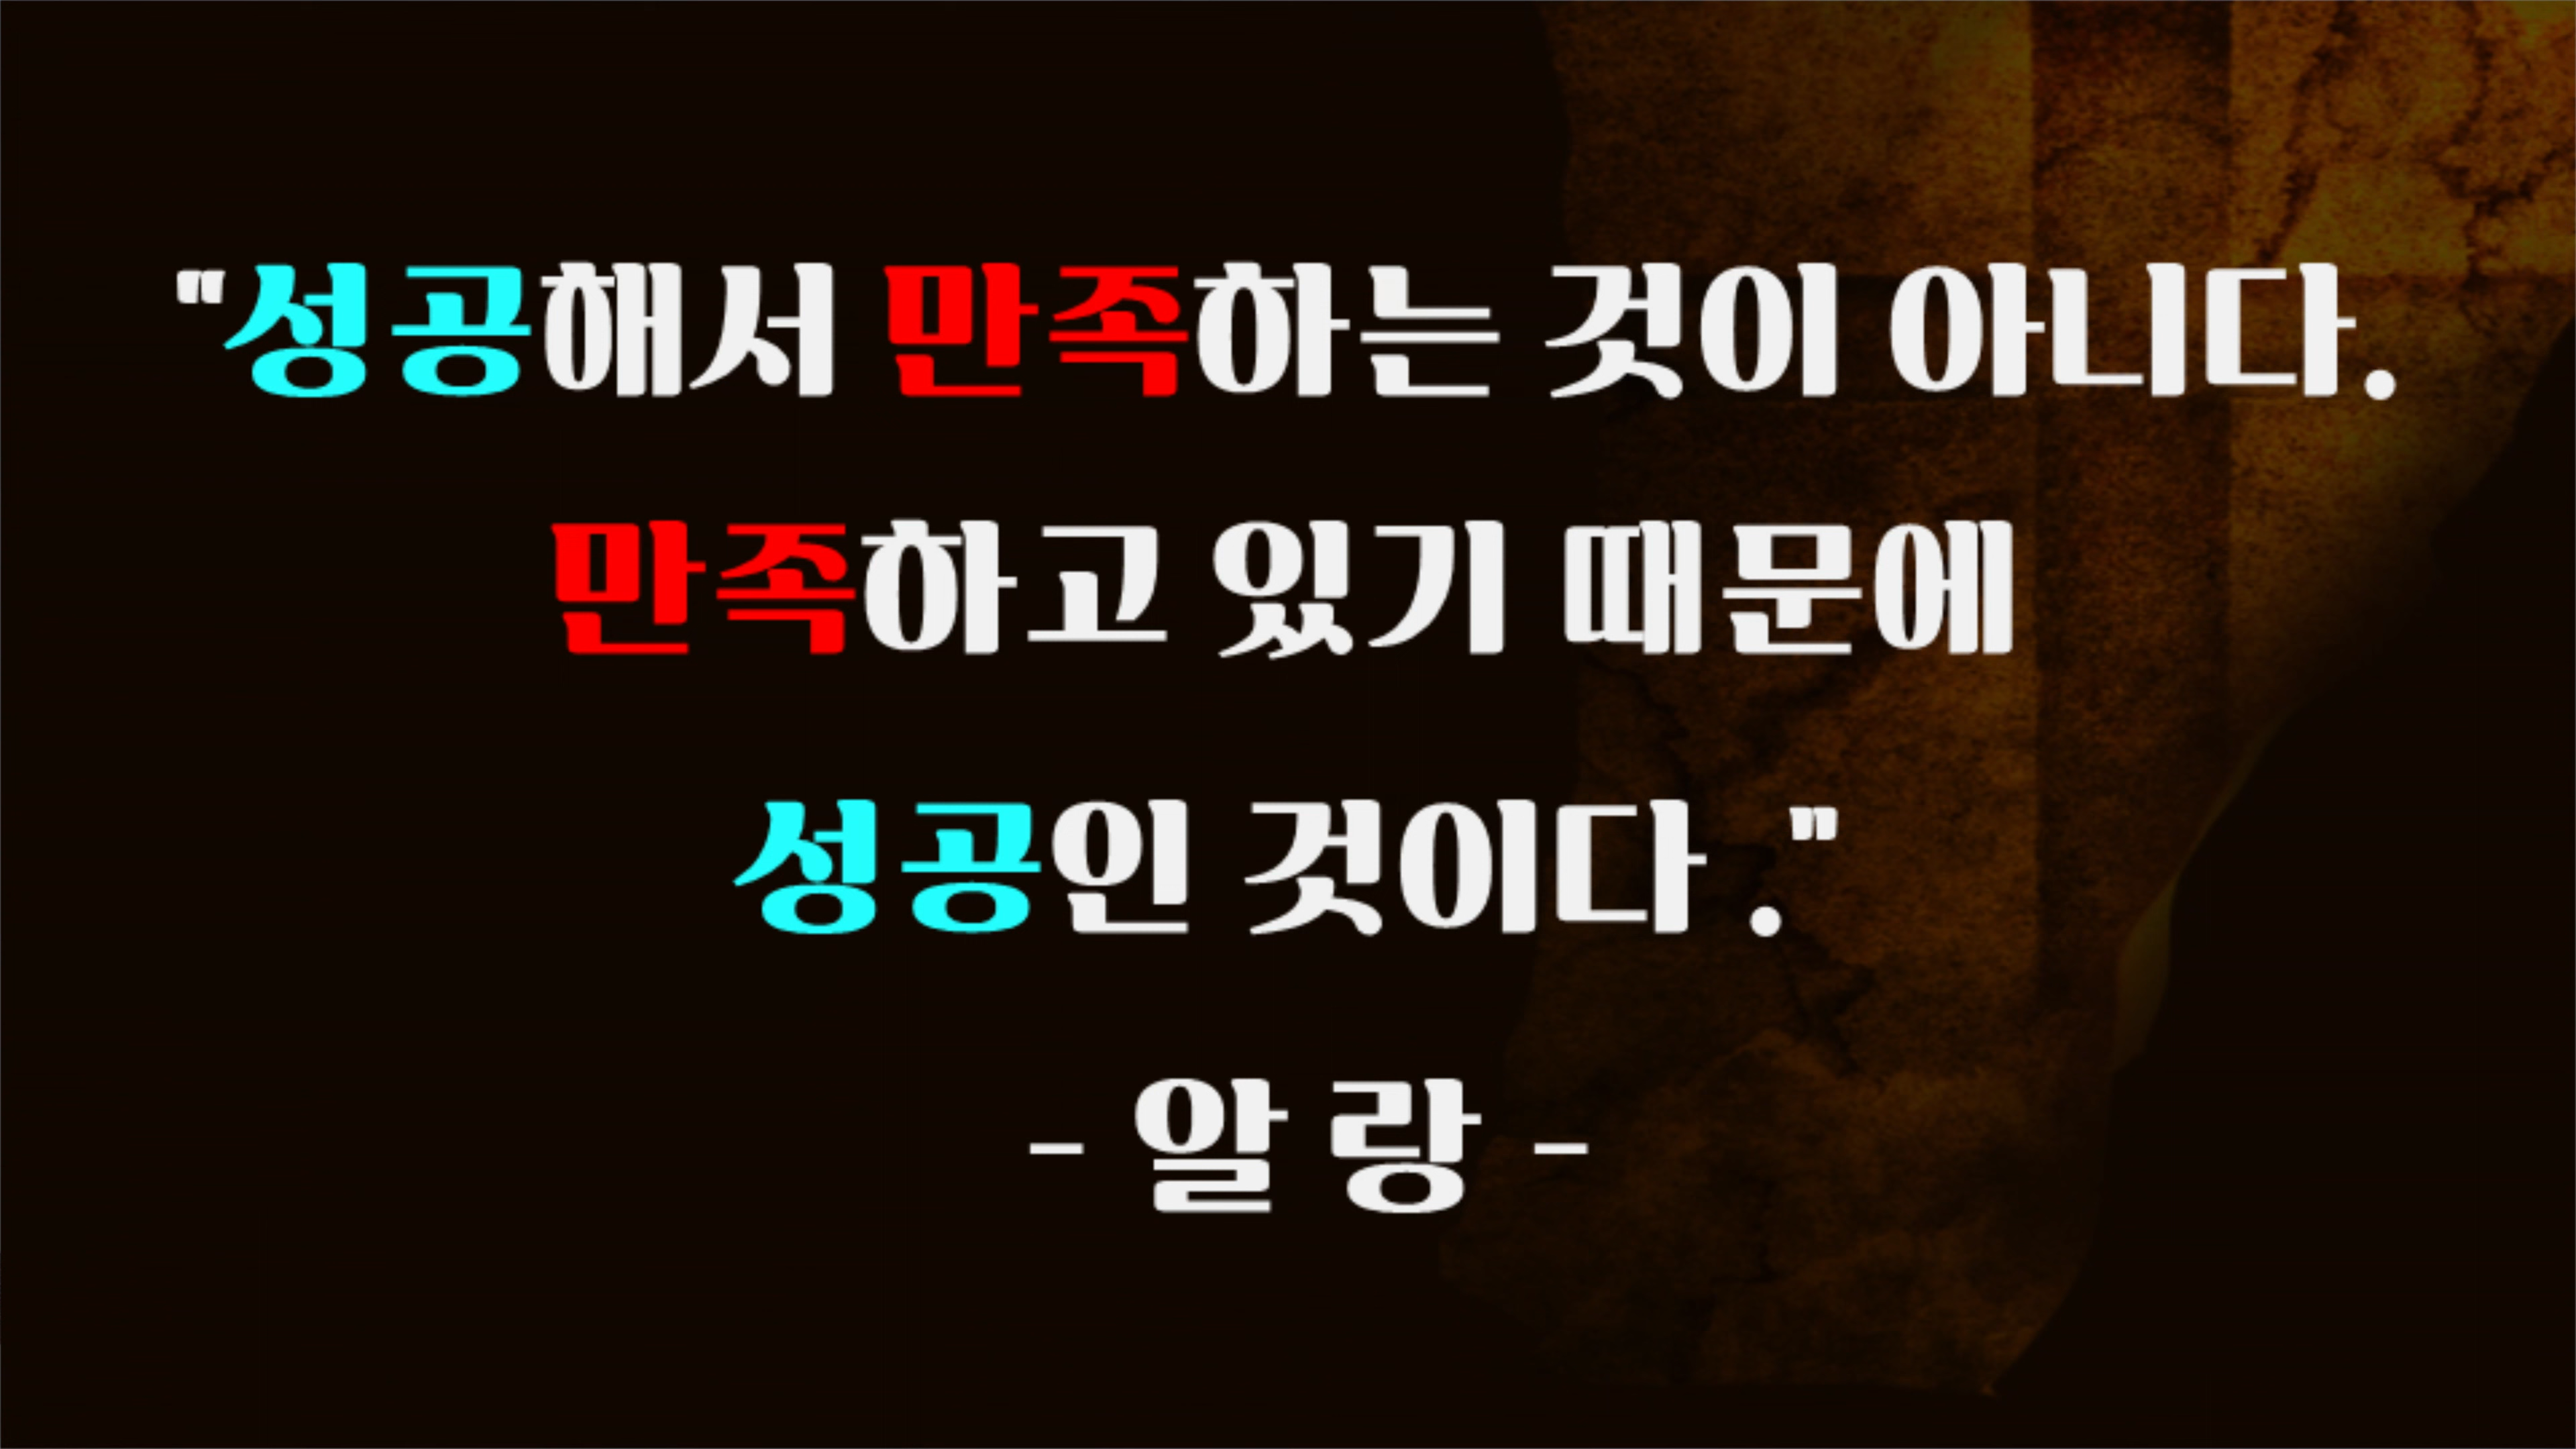 "성공해서 만족하는 것이 아니다.
만족하고 있기 때문에
성공인 것이다 ."
- 알 랑 -